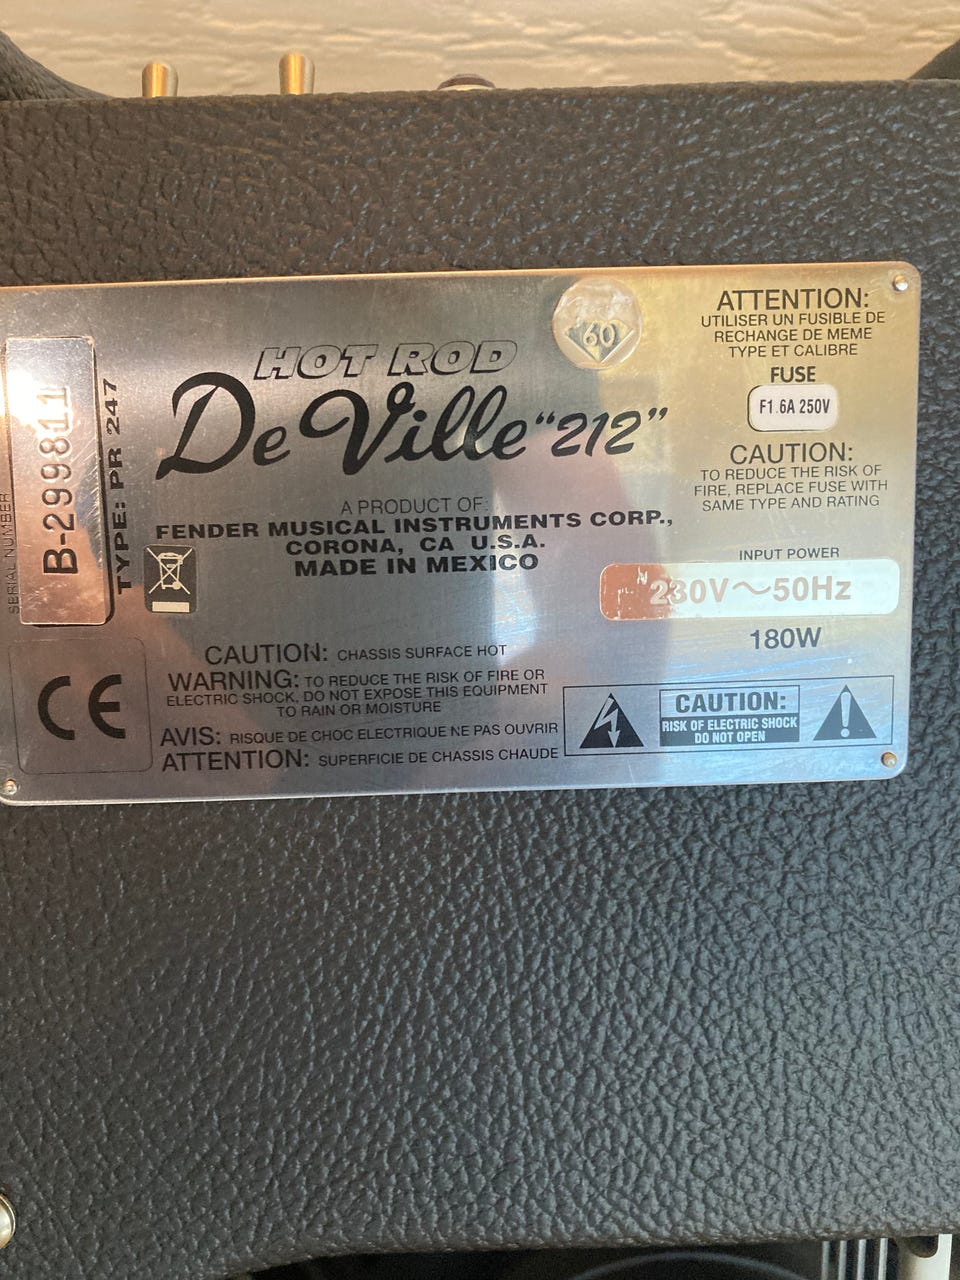 HOT ROD
De Ville "212"
60
A PRODUCT OF:
FENDER MUSICAL INSTRUMENTS CORP.,
CORONA, CA U.S.A.
MADE IN MEXICO
SERIAL NUMBER
B-299811
TYPE: PR 247
ATTENTION:
UTILISER UN FUSIBLE DE
RECHANGE DE MEME
TYPE ET CALIBRE
FUSE
F1.6A 250V
CAUTION:
TO REDUCE THE RISK OF
FIRE, REPLACE FUSE WITH
SAME TYPE AND RATING
INPUT POWER
230V～50Hz
180W
CE
CAUTION: CHASSIS SURFACE HOT
WARNING: TO REDUCE THE RISK OF FIRE OR
ELECTRIC SHOCK, DO NOT EXPOSE THIS EQUIPMENT
TO RAIN OR MOISTURE
AVIS: RISQUE DE CHOC ELECTRIQUE NE PAS OUVRIR
ATTENTION: SUPERFICIE DE CHASSIS CHAUDE
CAUTION:
RISK OF ELECTRIC SHOCK
DO NOT OPEN